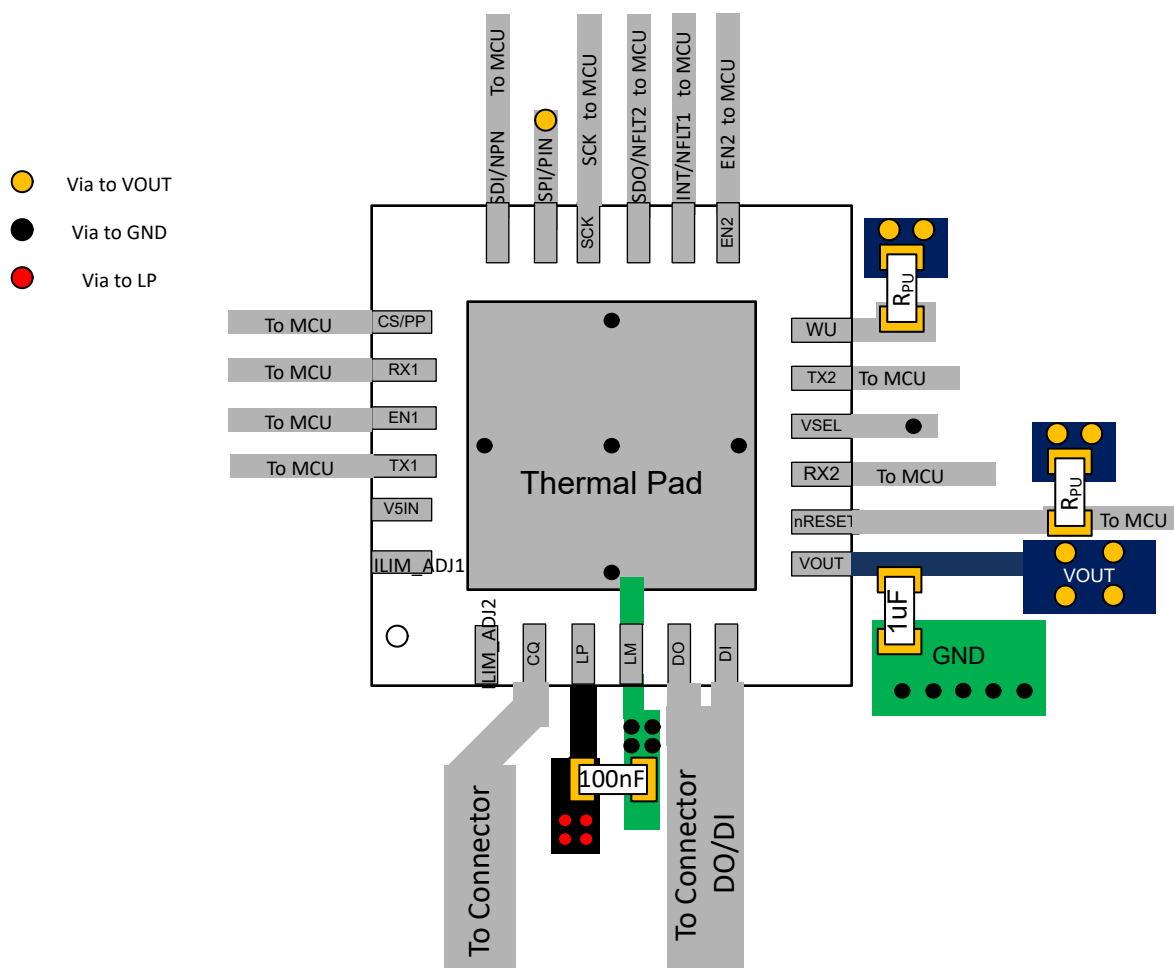 SDI/NPN To MCU
SPI/PIN
SCK to MCU
SDO/NFLT2 to MCU
INT/NFLT1 to MCU
EN2 to MCU
Via to VOUT
Via to GND
Via to LP
SCK
EN2
RPU
To MCU
CS/PP
WU
To MCU
RX1
TX2
To MCU
To MCU
EN1
VSEL
To MCU
TX1
RX2
To MCU
Thermal Pad
RPU
V5IN
nRESET
To MCU
ILIM_ADJ1
VOUT
VOUT
1uF
GND
ILIM_ADJ2
CQ
LP
LM
DO
DI
100nF
To Connector
To Connector
DO/DI